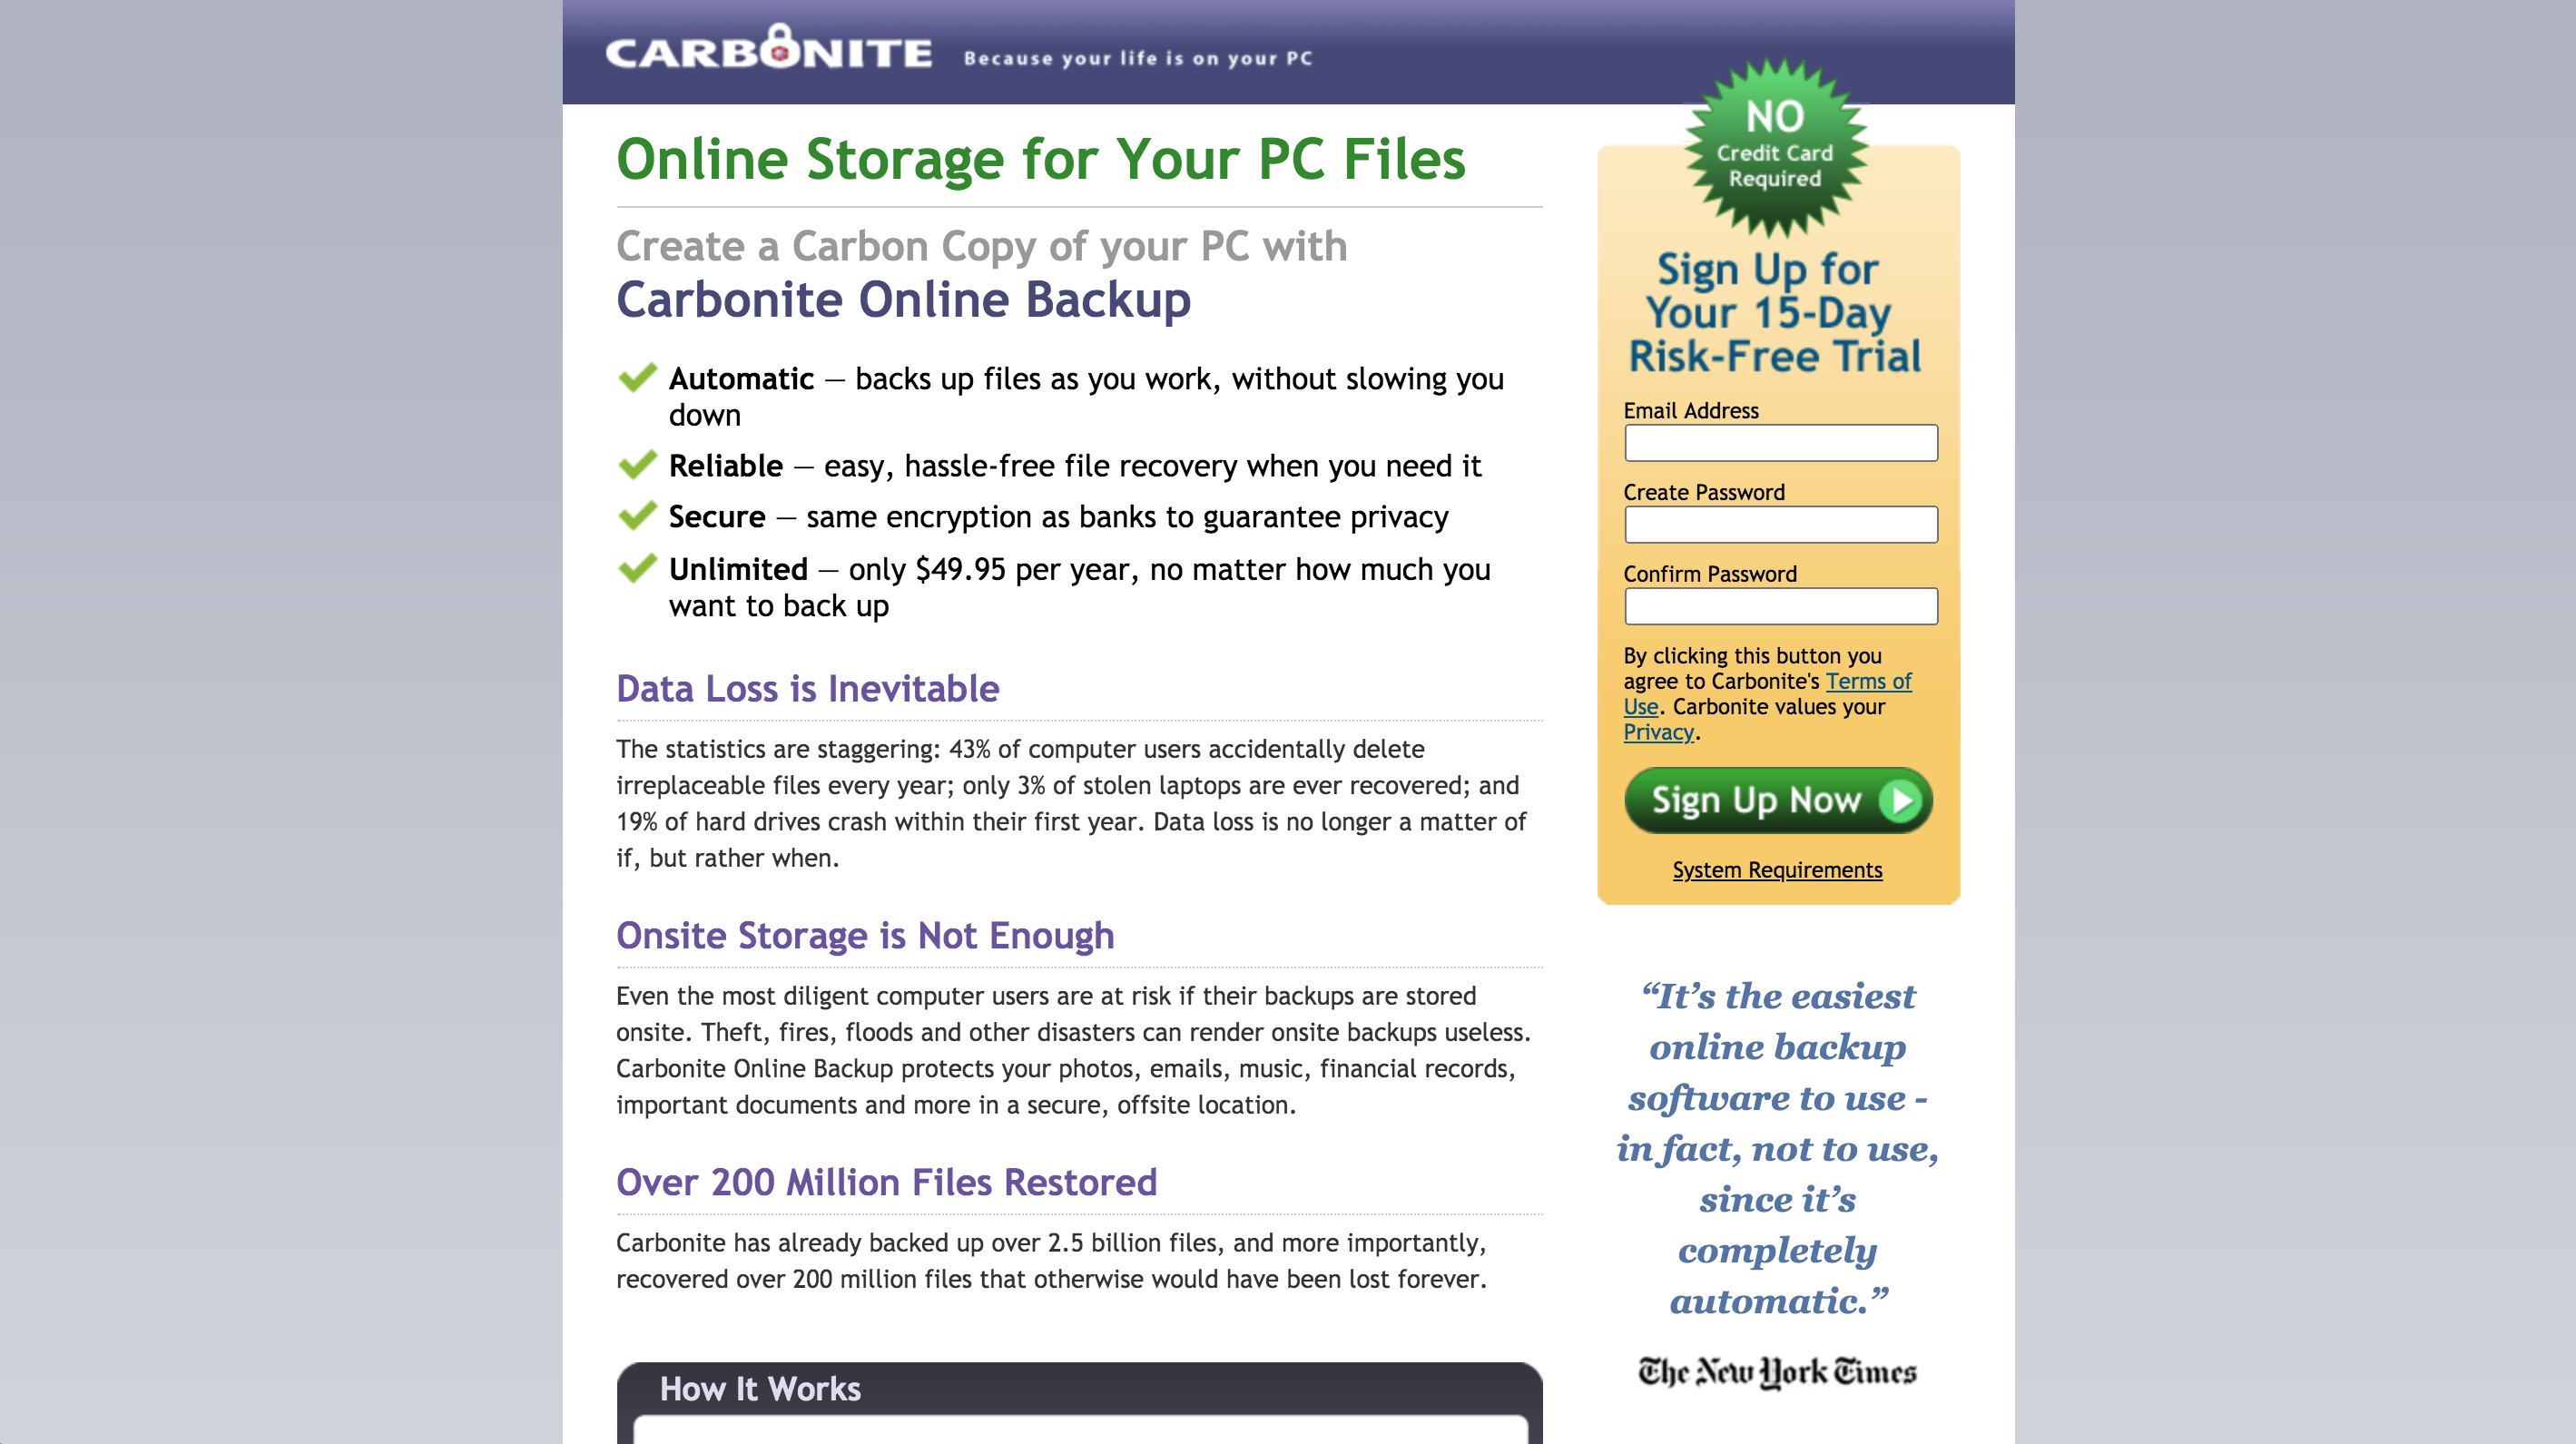 CARBONITE Because your life is on your PC
Online Storage for Your PC Files
Create a Carbon Copy of your PC with
Carbonite Online Backup
Automatic — backs up files as you work, without slowing you
down
Reliable — easy, hassle-free file recovery when you need it
Secure — same encryption as banks to guarantee privacy
Unlimited — only $49.95 per year, no matter how much you
want to back up
Data Loss is Inevitable
The statistics are staggering: 43% of computer users accidentally delete
irreplaceable files every year; only 3% of stolen laptops are ever recovered; and
19% of hard drives crash within their first year. Data loss is no longer a matter of
if, but rather when.
Onsite Storage is Not Enough
Even the most diligent computer users are at risk if their backups are stored
onsite. Theft, fires, floods and other disasters can render onsite backups useless.
Carbonite Online Backup protects your photos, emails, music, financial records,
important documents and more in a secure, offsite location.
Over 200 Million Files Restored
Carbonite has already backed up over 2.5 billion files, and more importantly,
recovered over 200 million files that otherwise would have been lost forever.
How It Works
NO
Credit Card
Required
Sign Up for
Your 15-Day
Risk-Free Trial
Email Address
Create Password
Confirm Password
By clicking this button you
agree to Carbonite's Terms of
Use. Carbonite values your
Privacy.
Sign Up Now
System Requirements
“It’s the easiest
online backup
software to use -
in fact, not to use,
since it’s
completely
automatic.”
The New York Times